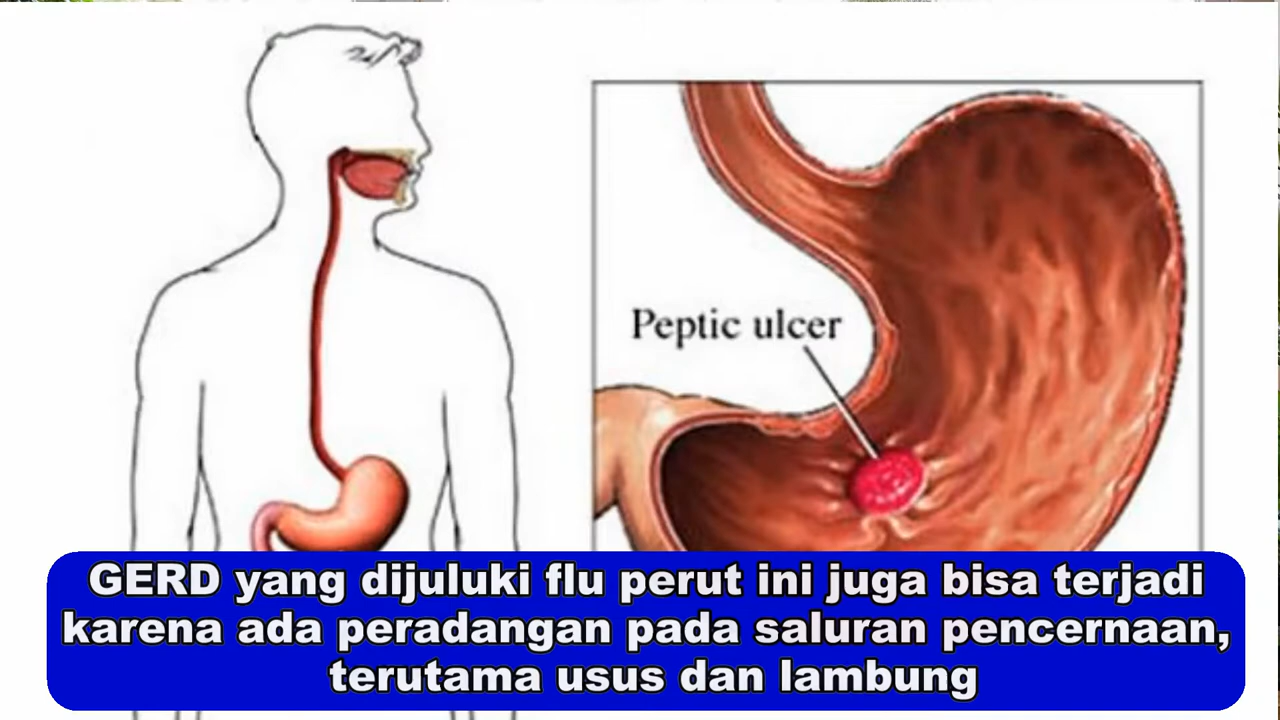 Peptic ulcer
GERD yang dijuluki flu perut ini juga bisa terjadi
karena ada peradangan pada saluran pencernaan,
terutama usus dan lambung